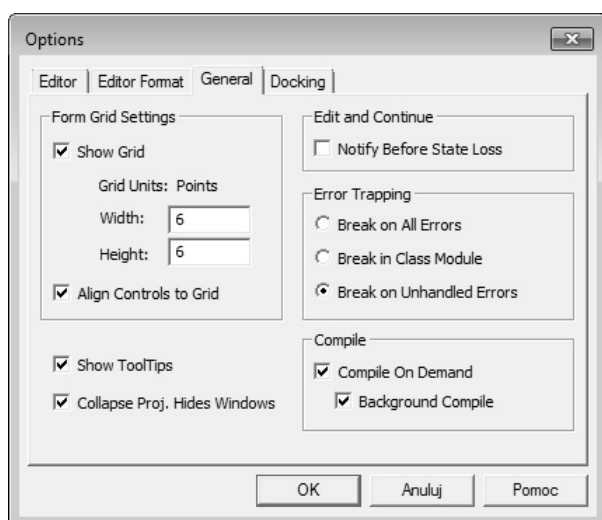 Options
Editor
Editor Format
General
Docking
Form Grid Settings
Show Grid
Grid Units: Points
Width: 6
Height: 6
Align Controls to Grid
Show ToolTips
Collapse Proj. Hides Windows
Edit and Continue
Notify Before State Loss
Error Trapping
Break on All Errors
Break in Class Module
Break on Unhandled Errors
Compile
Compile On Demand
Background Compile
OK
Anuluj
Pomoc